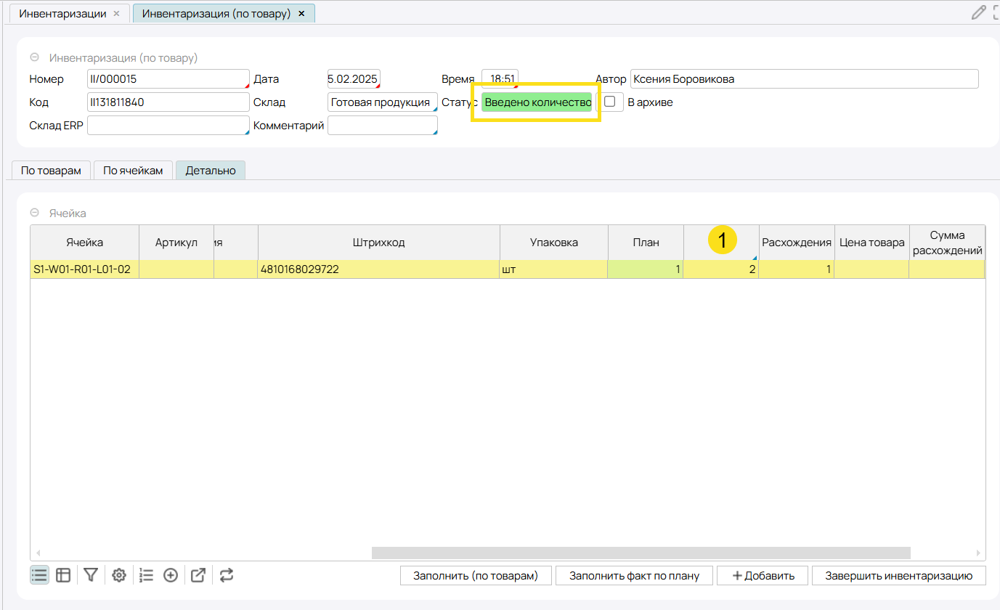 Инвентаризации ×
Инвентаризация (по товару) ×
Инвентаризация (по товару)
Номер II/000015 Дата 5.02.2025 Время 18:51 Автор Ксения Боровикова
Код II131811840 Склад Готовая продукция Статус Введено количество В архиве
Склад ERP Комментарий
По товарам По ячейкам Детально
Ячейка
Ячейка Артикул ия Штрихкод Упаковка План 1 Расхождения Цена товара Сумма расхождений
S1-W01-R01-L01-02 4810168029722 шт 1 2 1
Заполнить (по товарам) Заполнить факт по плану + Добавить Завершить инвентаризацию